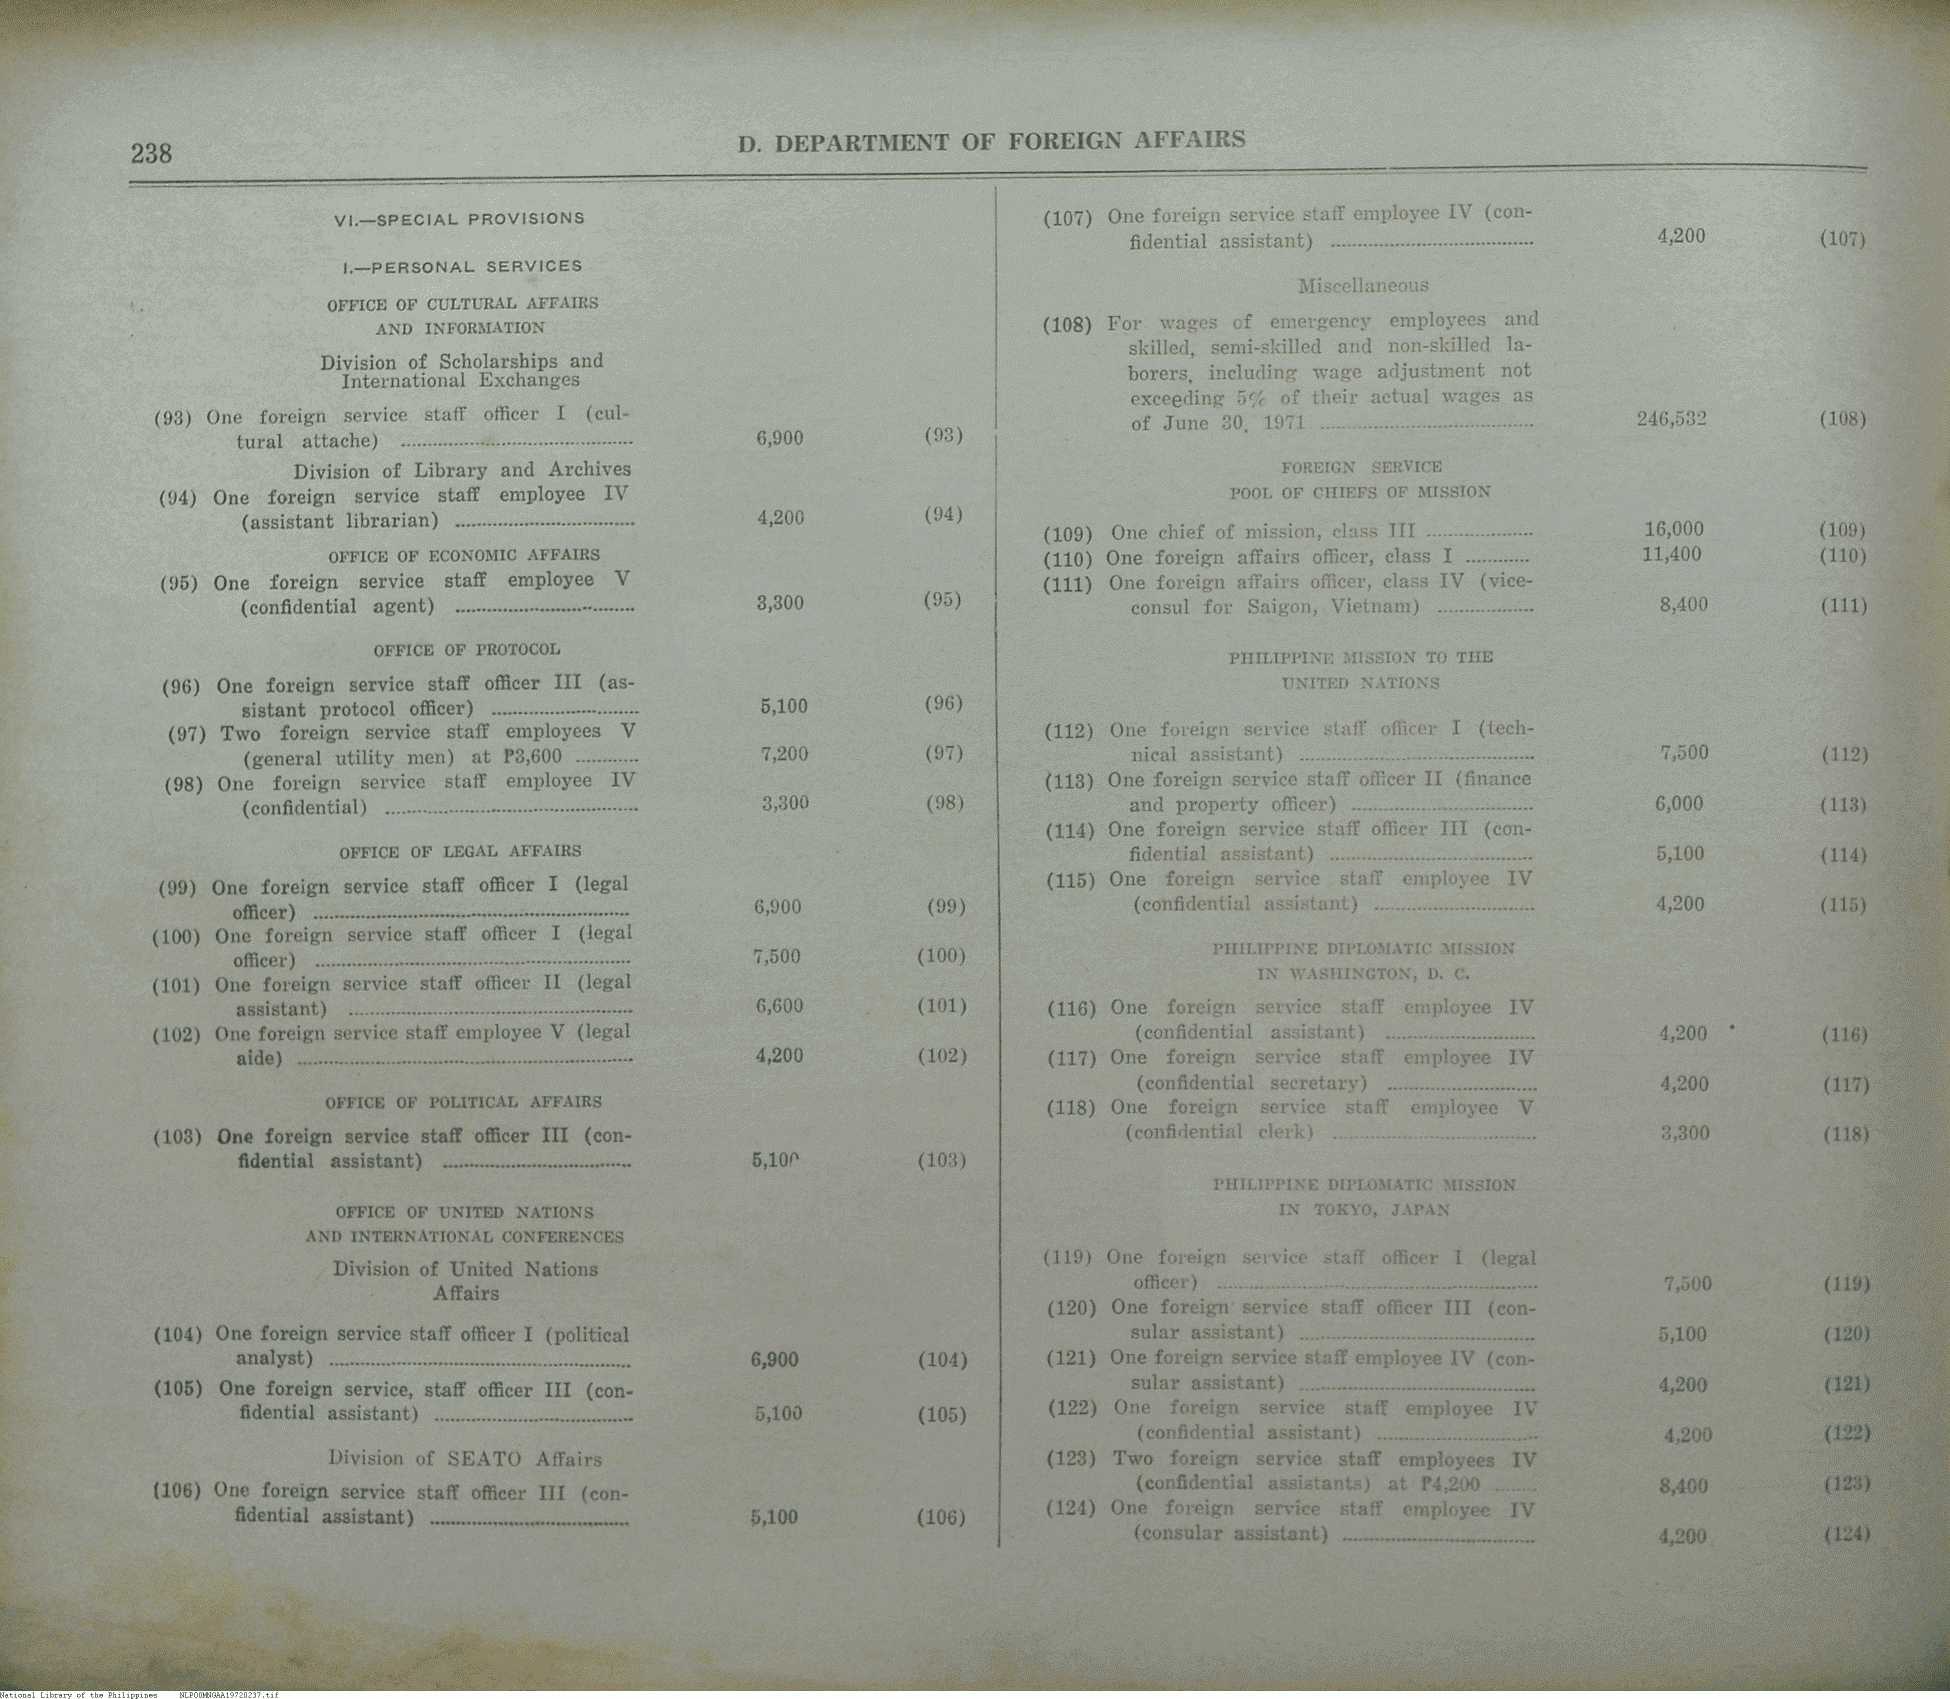 238
D. DEPARTMENT OF FOREIGN AFFAIRS
VI.—SPECIAL PROVISIONS
I.—PERSONAL SERVICES
OFFICE OF CULTURAL AFFAIRS
AND INFORMATION
Division of Scholarships and
International Exchanges
(93) One foreign service staff officer I (cul-
tural attache) 6,900 (93)
Division of Library and Archives
(94) One foreign service staff employee IV
(assistant librarian) 4,200 (94)
OFFICE OF ECONOMIC AFFAIRS
(95) One foreign service staff employee V
(confidential agent) 3,300 (95)
OFFICE OF PROTOCOL
(96) One foreign service staff officer III (as-
sistant protocol officer) 5,100 (96)
(97) Two foreign service staff employees V
(general utility men) at ₱3,600 7,200 (97)
(98) One foreign service staff employee IV
(confidential) 3,300 (98)
OFFICE OF LEGAL AFFAIRS
(99) One foreign service staff officer I (legal
officer) 6,900 (99)
(100) One foreign service staff officer I (legal
officer) 7,500 (100)
(101) One foreign service staff officer II (legal
assistant) 6,600 (101)
(102) One foreign service staff employee V (legal
aide) 4,200 (102)
OFFICE OF POLITICAL AFFAIRS
(103) One foreign service staff officer III (con-
fidential assistant) 5,100 (103)
OFFICE OF UNITED NATIONS
AND INTERNATIONAL CONFERENCES
Division of United Nations
Affairs
(104) One foreign service staff officer I (political
analyst) 6,900 (104)
(105) One foreign service, staff officer III (con-
fidential assistant) 5,100 (105)
Division of SEATO Affairs
(106) One foreign service staff officer III (con-
fidential assistant) 5,100 (106)
(107) One foreign service staff employee IV (con-
fidential assistant) 4,200 (107)
Miscellaneous
(108) For wages of emergency employees and
skilled, semi-skilled and non-skilled la-
borers, including wage adjustment not
exceeding 5% of their actual wages as
of June 30, 1971 246,532 (108)
FOREIGN SERVICE
POOL OF CHIEFS OF MISSION
(109) One chief of mission, class III 16,000 (109)
(110) One foreign affairs officer, class I 11,400 (110)
(111) One foreign affairs officer, class IV (vice-
consul for Saigon, Vietnam) 8,400 (111)
PHILIPPINE MISSION TO THE
UNITED NATIONS
(112) One foreign service staff officer I (tech-
nical assistant) 7,500 (112)
(113) One foreign service staff officer II (finance
and property officer) 6,000 (113)
(114) One foreign service staff officer III (con-
fidential assistant) 5,100 (114)
(115) One foreign service staff employee IV
(confidential assistant) 4,200 (115)
PHILIPPINE DIPLOMATIC MISSION
IN WASHINGTON, D. C.
(116) One foreign service staff employee IV
(confidential assistant) 4,200 (116)
(117) One foreign service staff employee IV
(confidential secretary) 4,200 (117)
(118) One foreign service staff employee V
(confidential clerk) 3,300 (118)
PHILIPPINE DIPLOMATIC MISSION
IN TOKYO, JAPAN
(119) One foreign service staff officer I (legal
officer) 7,500 (119)
(120) One foreign service staff officer III (con-
sular assistant) 5,100 (120)
(121) One foreign service staff employee IV (con-
sular assistant) 4,200 (121)
(122) One foreign service staff employee IV
(confidential assistant) 4,200 (122)
(123) Two foreign service staff employees IV
(confidential assistants) at ₱4,200 8,400 (123)
(124) One foreign service staff employee IV
(consular assistant) 4,200 (124)
National Library of the Philippines NLPOOMNGAA19720237.tif